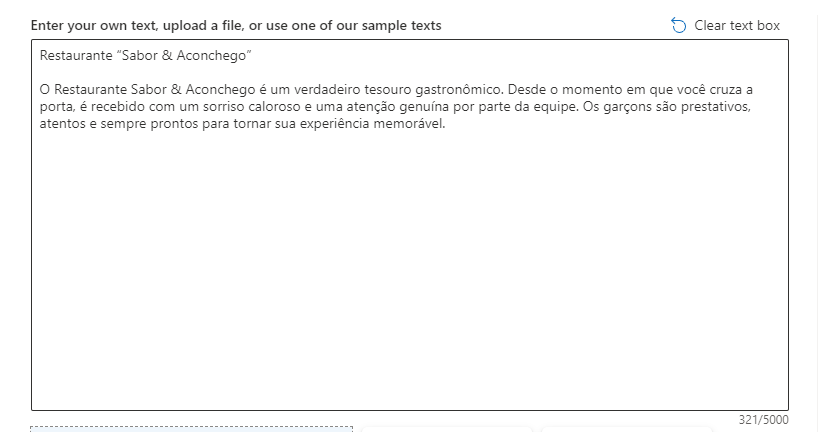 Enter your own text, upload a file, or use one of our sample texts
Clear text box
Restaurante “Sabor & Aconchego”
O Restaurante Sabor & Aconchego é um verdadeiro tesouro gastronômico. Desde o momento em que você cruza a
porta, é recebido com um sorriso caloroso e uma atenção genuína por parte da equipe. Os garçons são prestativos,
atentos e sempre prontos para tornar sua experiência memorável.
321/5000